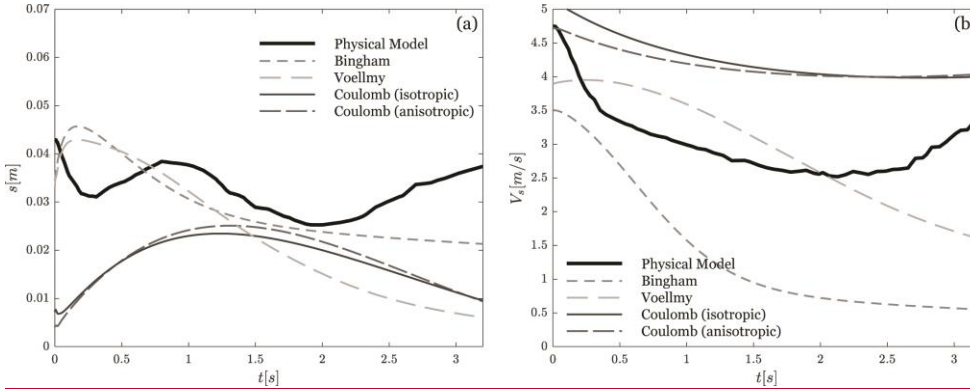 0.07
0.06
0.05
0.04
0.03
0.02
0.01
0
s[m]
0
0.5
1
1.5
2
2.5
3
t[s]
(a)
Physical Model
Bingham
Voellmy
Coulomb (isotropic)
Coulomb (anisotropic)
5
4.5
4
3.5
3
2.5
2
1.5
1
0.5
0
Vs[m/s]
0
0.5
1
1.5
2
2.5
3
t[s]
(b
Physical Model
Bingham
Voellmy
Coulomb (isotropic)
Coulomb (anisotropic)